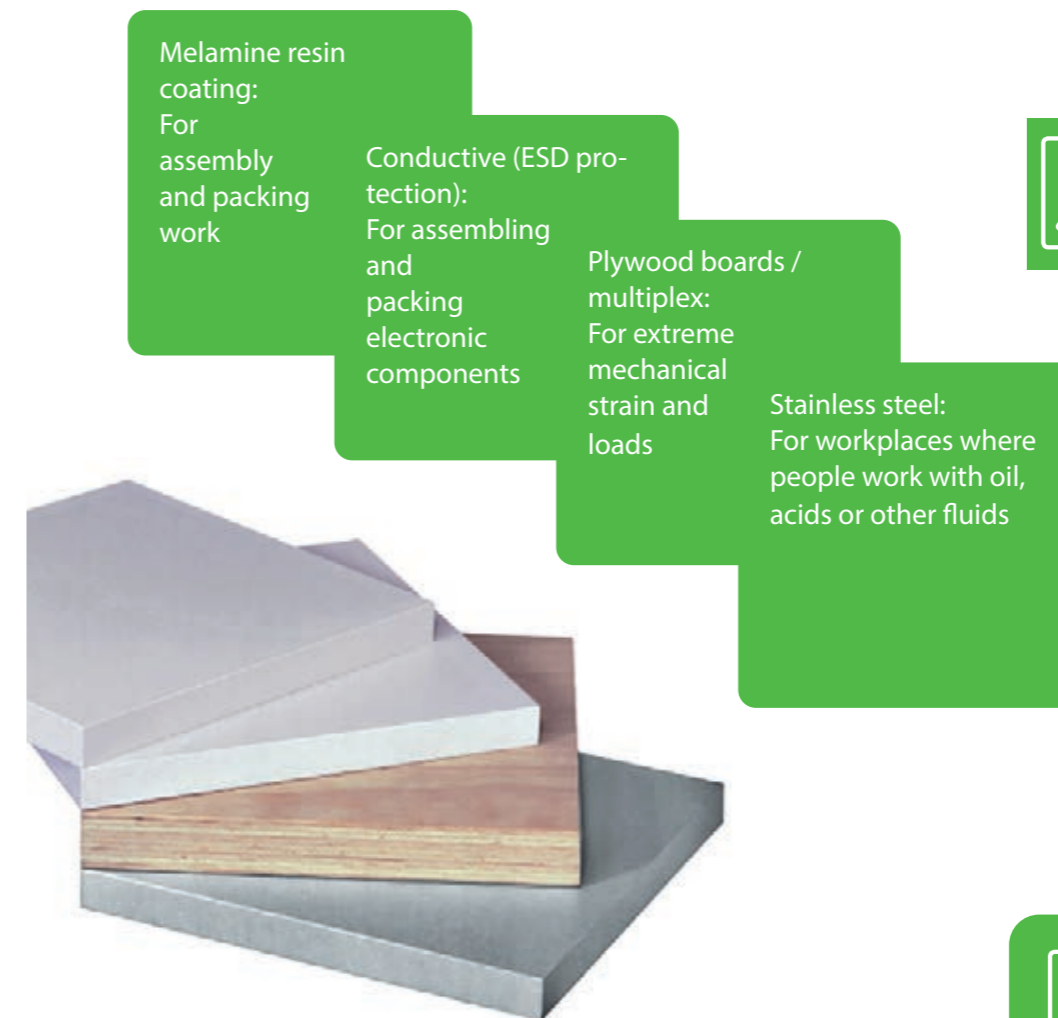 Melamine resin
coating:
For
assembly
and packing
work
Conductive (ESD pro-
tection):
For assembling
and
packing
electronic
components
Plywood boards /
multiplex:
For extreme
mechanical
strain and
loads
Stainless steel:
For workplaces where
people work with oil,
acids or other fluids